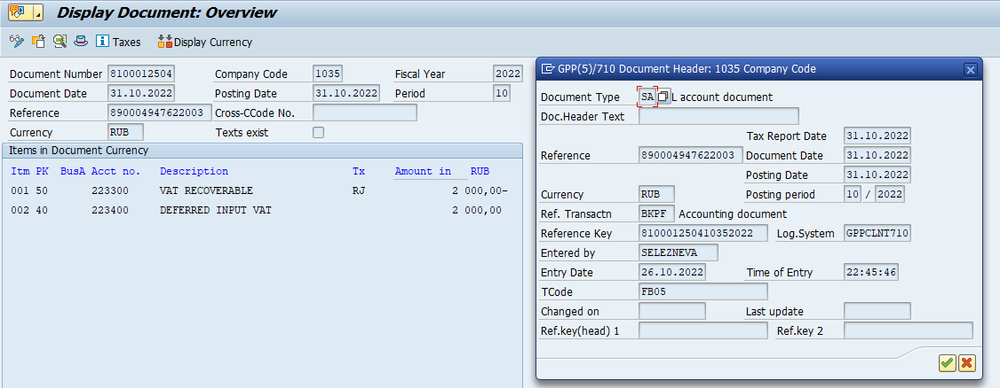 Display Document: Overview
Taxes Display Currency
Document Number 8100012504 Company Code 1035 Fiscal Year 2022
Document Date 31.10.2022 Posting Date 31.10.2022 Period 10
Reference 890004947622003 Cross-CCode No.
Currency RUB Texts exist
Items in Document Currency
Itm PK BusA Acct no. Description Tx Amount in RUB
001 50 223300 VAT RECOVERABLE RJ 2 000,00-
002 40 223400 DEFERRED INPUT VAT 2 000,00
GPP(5)/710 Document Header: 1035 Company Code
Document Type SA L account document
Doc.Header Text
Tax Report Date 31.10.2022
Reference 890004947622003 Document Date 31.10.2022
Posting Date 31.10.2022
Currency RUB Posting period 10 / 2022
Ref. Transactn BKPF Accounting document
Reference Key 810001250410352022 Log.System GPPCLNT710
Entered by SELEZNEVA
Entry Date 26.10.2022 Time of Entry 22:45:46
TCode FB05
Changed on Last update
Ref.key(head) 1 Ref.key 2